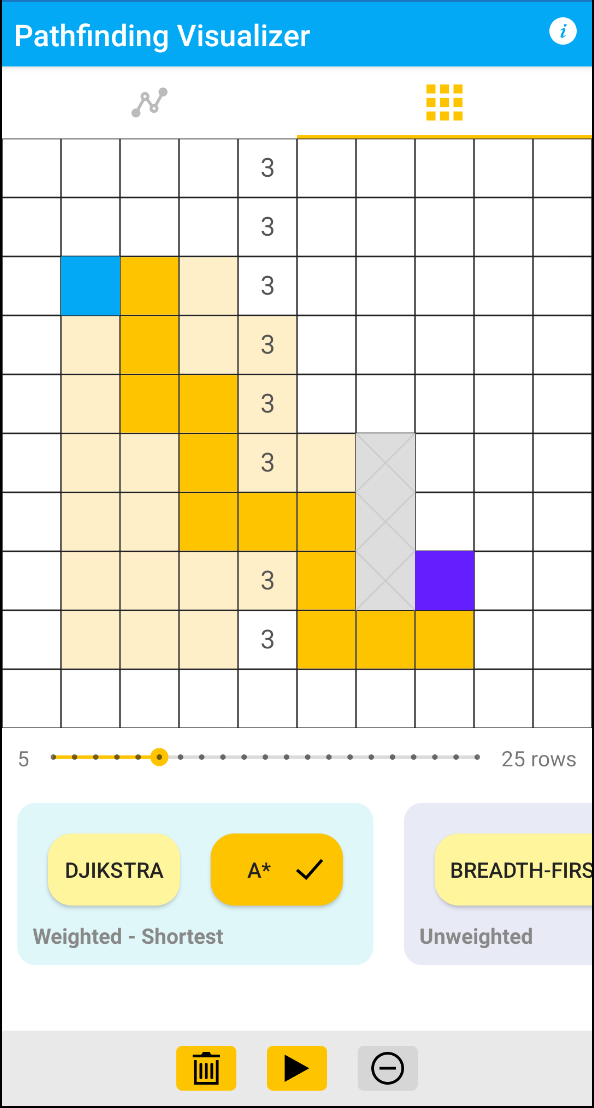 Pathfinding Visualizer
i
3
3
3
3
3
3
3
3
5
25 rows
DJIKSTRA
A*
BREADTH-FIRS
Weighted - Shortest
Unweighted